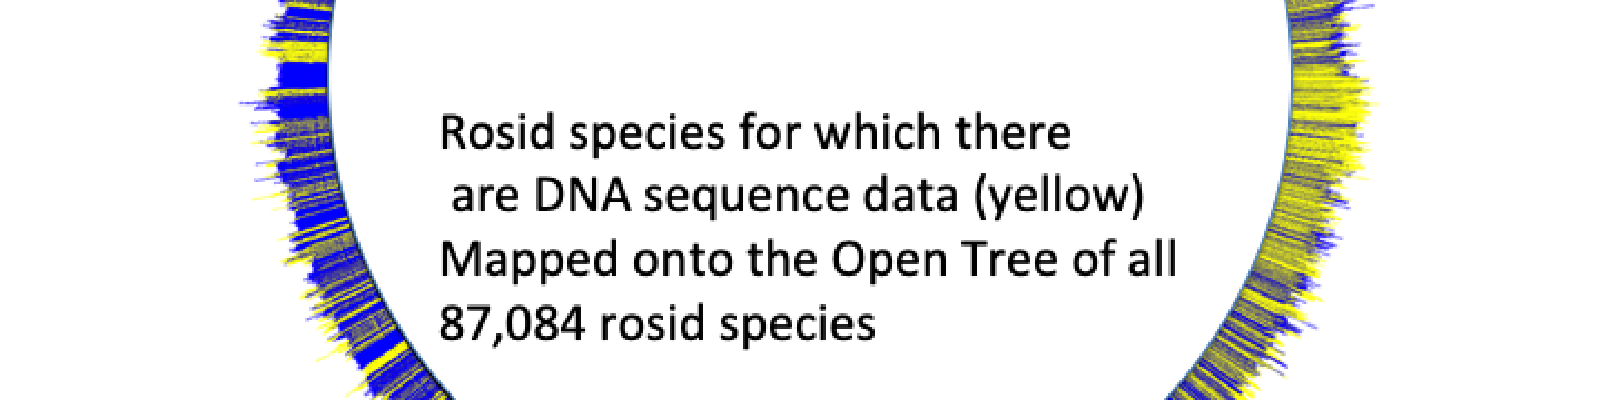 Rosid species for which there
are DNA sequence data (yellow)
Mapped onto the Open Tree of all
87,084 rosid species